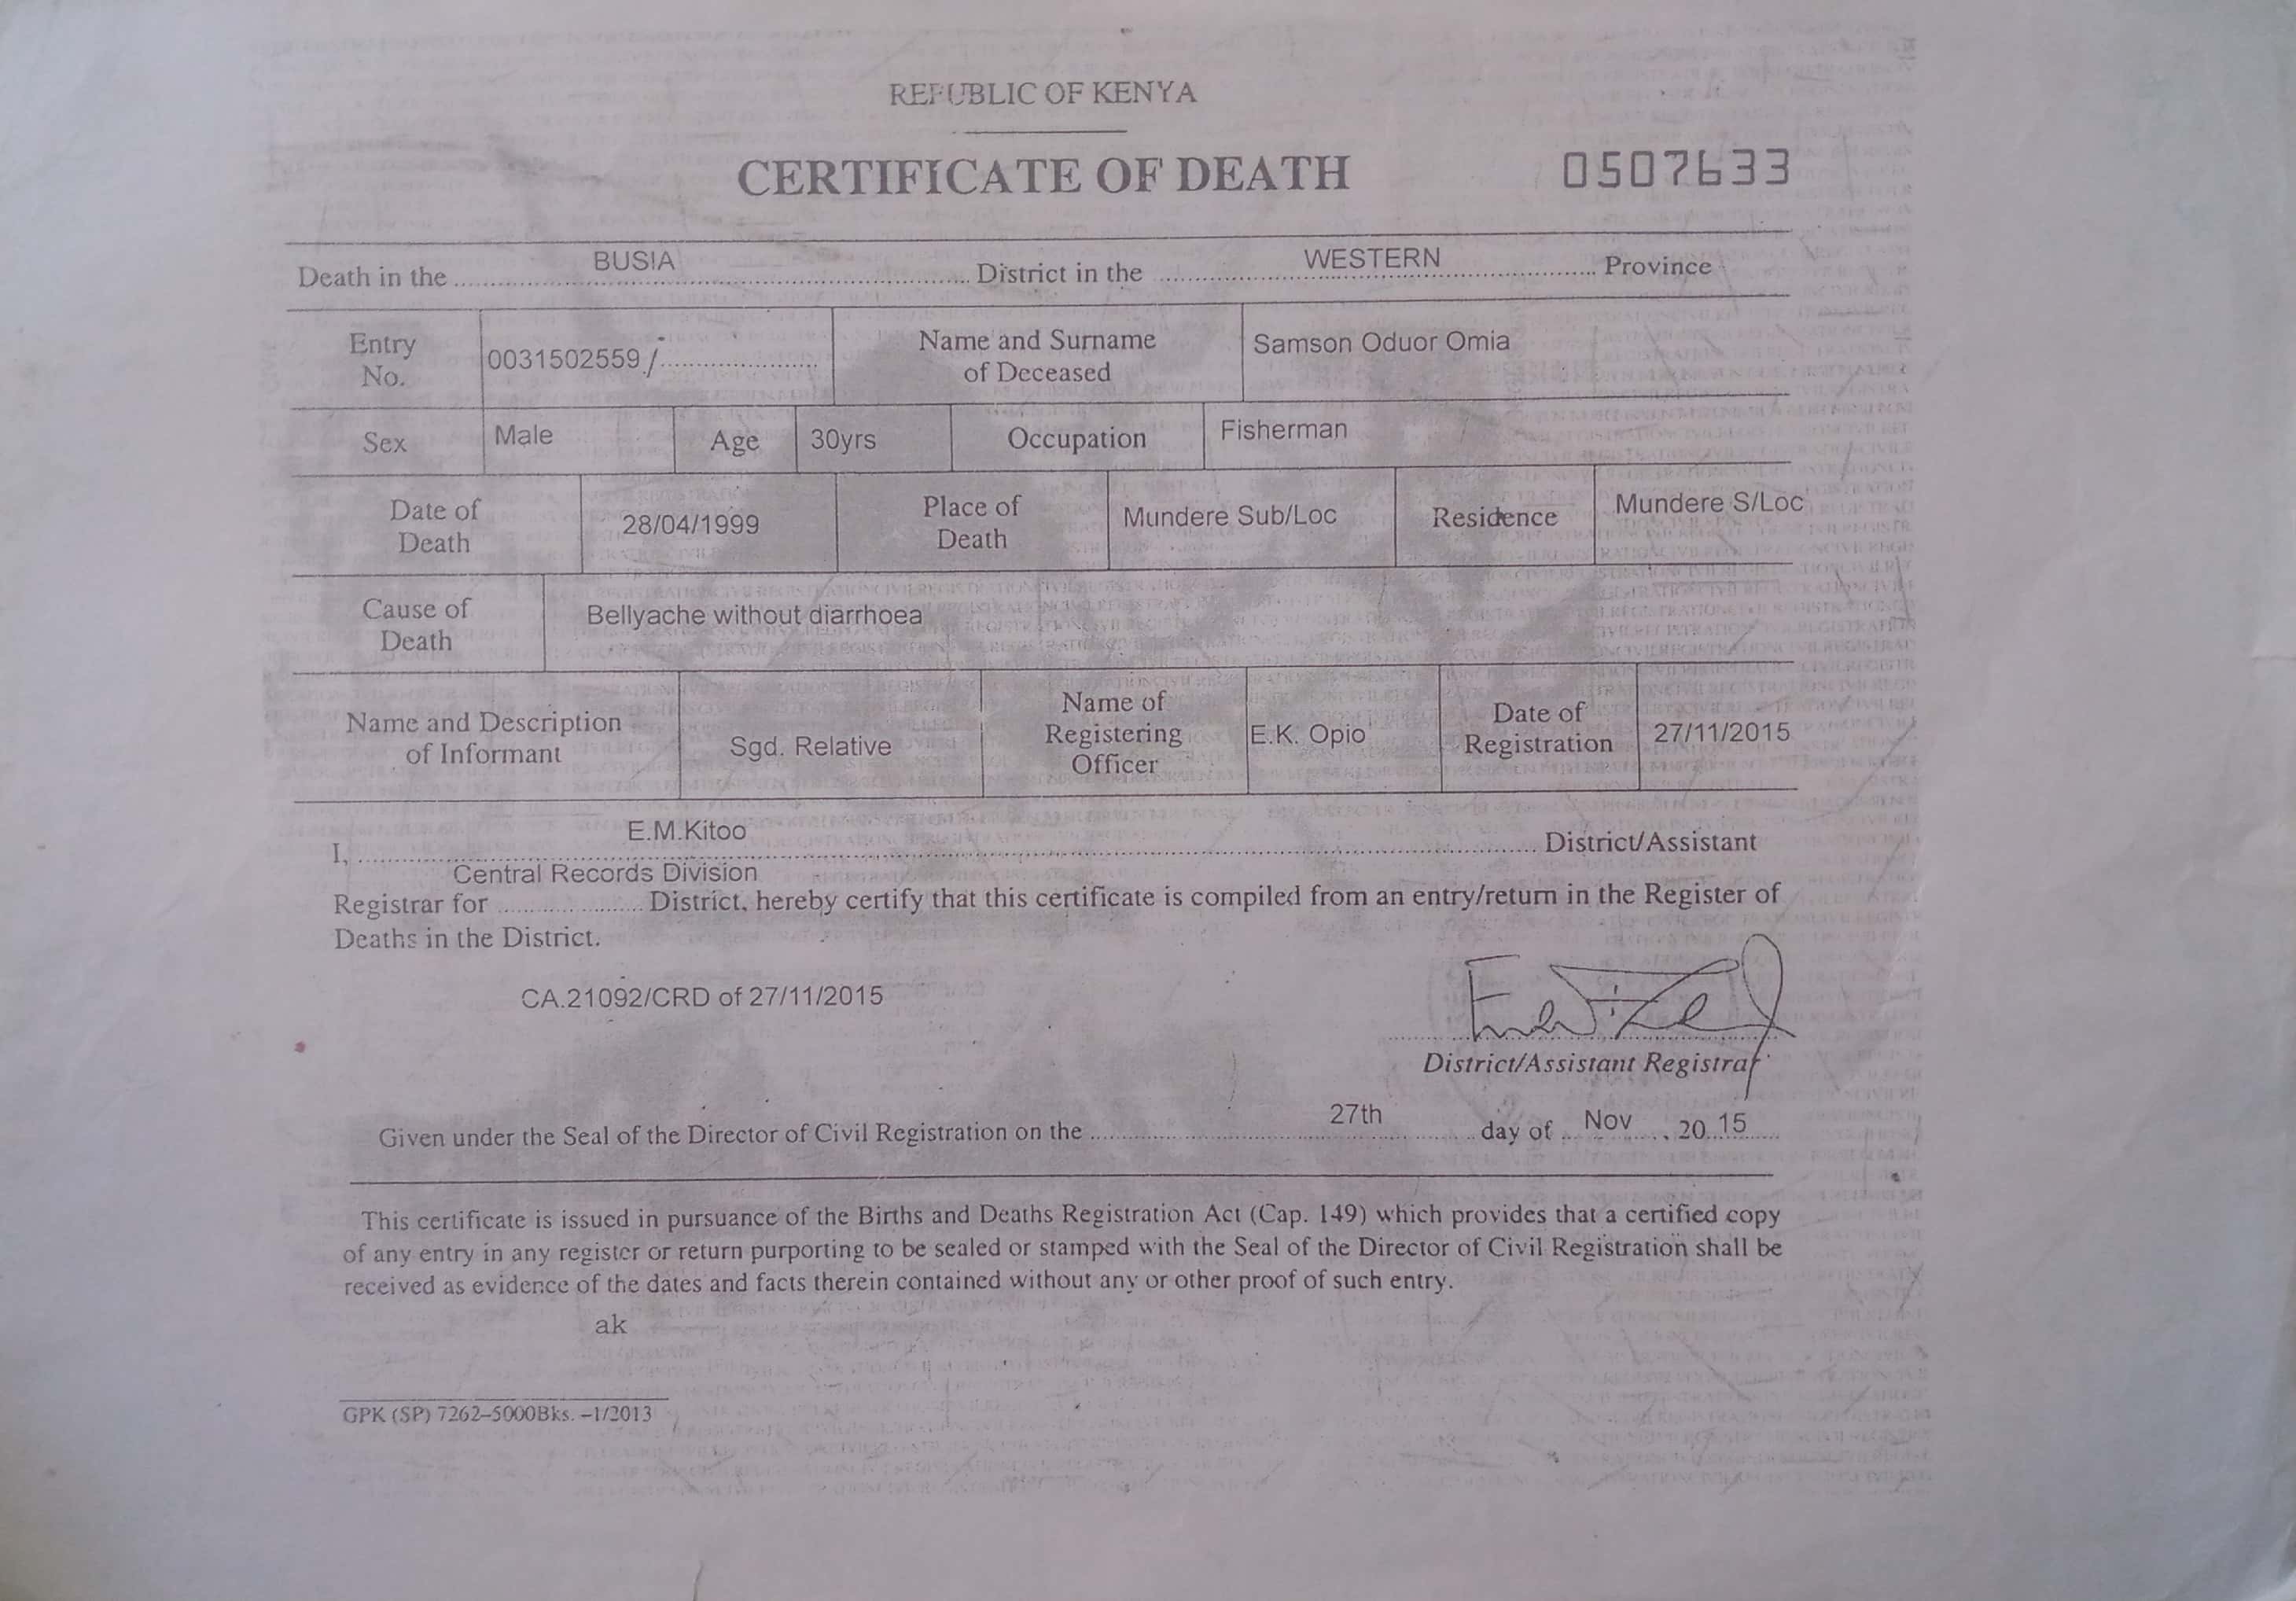 REPUBLIC OF KENYA
CERTIFICATE OF DEATH 0507633
Death in the BUSIA District in the WESTERN Province
Entry No. 0031502559/ Name and Surname of Deceased Samson Oduor Omia
Sex Male Age 30yrs Occupation Fisherman
Date of Death 28/04/1999 Place of Death Mundere Sub/Loc Residence Mundere S/Loc
Cause of Death Bellyache without diarrhoea
Name and Description of Informant Sgd. Relative Name of Registering Officer E.K. Opio Date of Registration 27/11/2015
I, E.M.Kitoo District/Assistant
Central Records Division
Registrar for District, hereby certify that this certificate is compiled from an entry/return in the Register of
Deaths in the District.
CA.21092/CRD of 27/11/2015
District/Assistant Registrar
Given under the Seal of the Director of Civil Registration on the 27th day of Nov , 20 15
This certificate is issued in pursuance of the Births and Deaths Registration Act (Cap. 149) which provides that a certified copy
of any entry in any register or return purporting to be sealed or stamped with the Seal of the Director of Civil Registration shall be
received as evidence of the dates and facts therein contained without any or other proof of such entry.
ak
GPK (SP) 7262–5000Bks. –1/2013